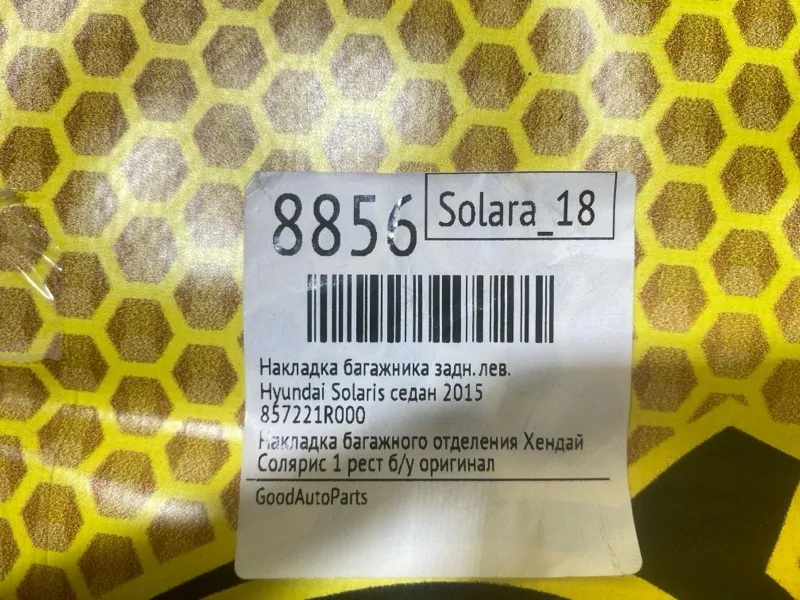 8856
Solara_18
Накладка багажника задн.лев.
Hyundai Solaris седан 2015
857221R000
Накладка багажного отделения Хендай
Солярис 1 рест б/у оригинал
GoodAutoParts